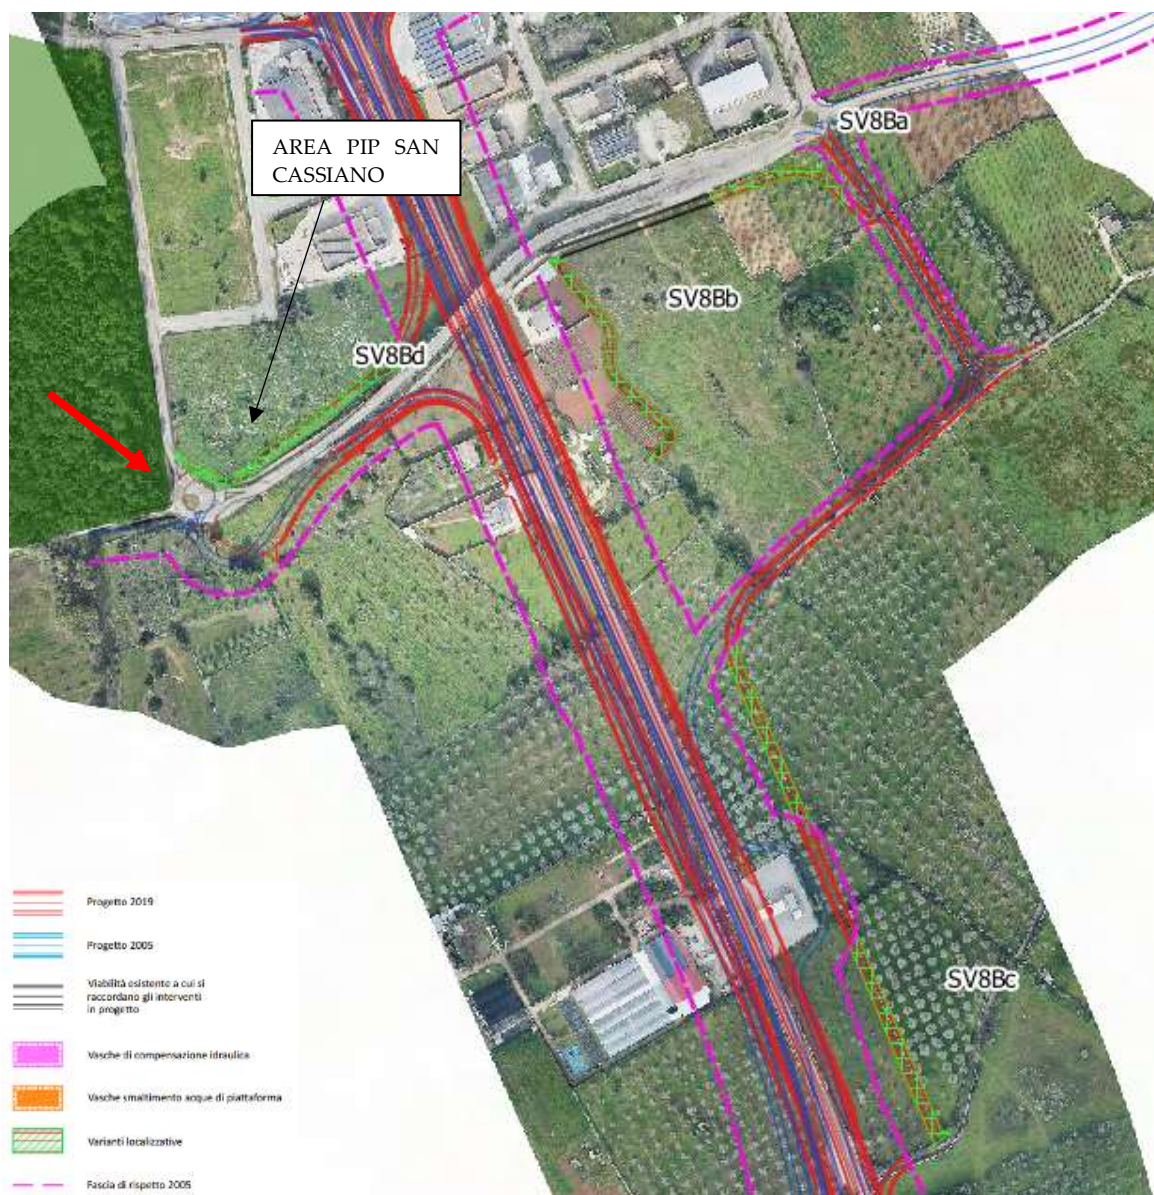 SV8Ba
AREA PIP SAN
CASSIANO
SV8Bb
SV8Bd
SV8Bc
Progetto 2019
Progetto 2005
Viabilità esistente a cui si
raccordano gli interventi
in progetto
Vasche di compensazione idraulica
Vasche smaltimento acque di piattaforma
Varianti localizzative
Fascia di rispetto 2005